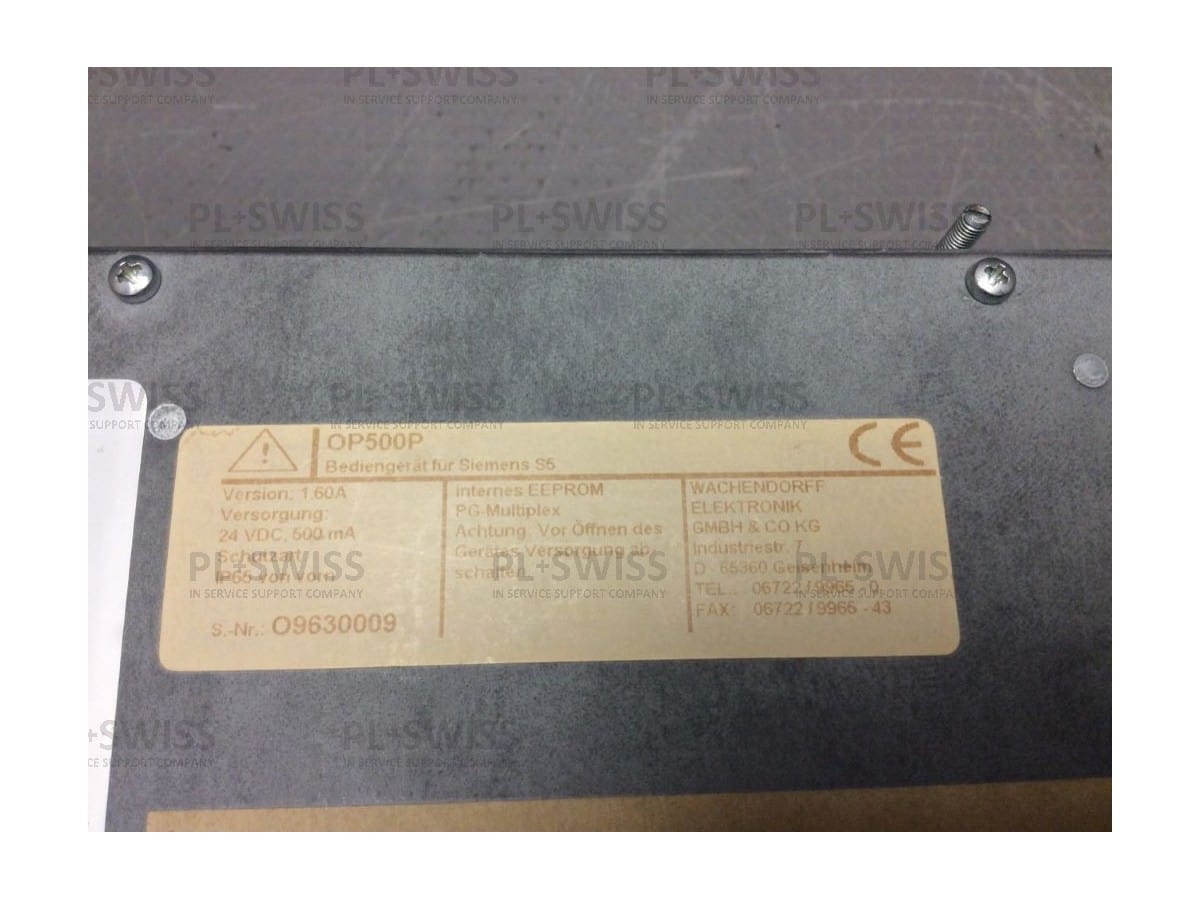 PL+SWISS
IN SERVICE SUPPORT COMPANY
OP500P
Bediengerät für Siemens S5
CE
Version: 1.60A
Versorgung:
24 VDC, 500 mA
Schutzart:
IP65 von vorn
S.-Nr.: O9630009
internes EEPROM
PG-Multiplex
Achtung: Vor Öffnen des
Gerätes Versorgung ab-
schalten
WACHENDORFF
ELEKTRONIK
GMBH & CO KG
Industriestr. 7
D - 65360 Geisenheim
TEL.: 06722 / 9965 - 0
FAX: 06722 / 9965 - 43